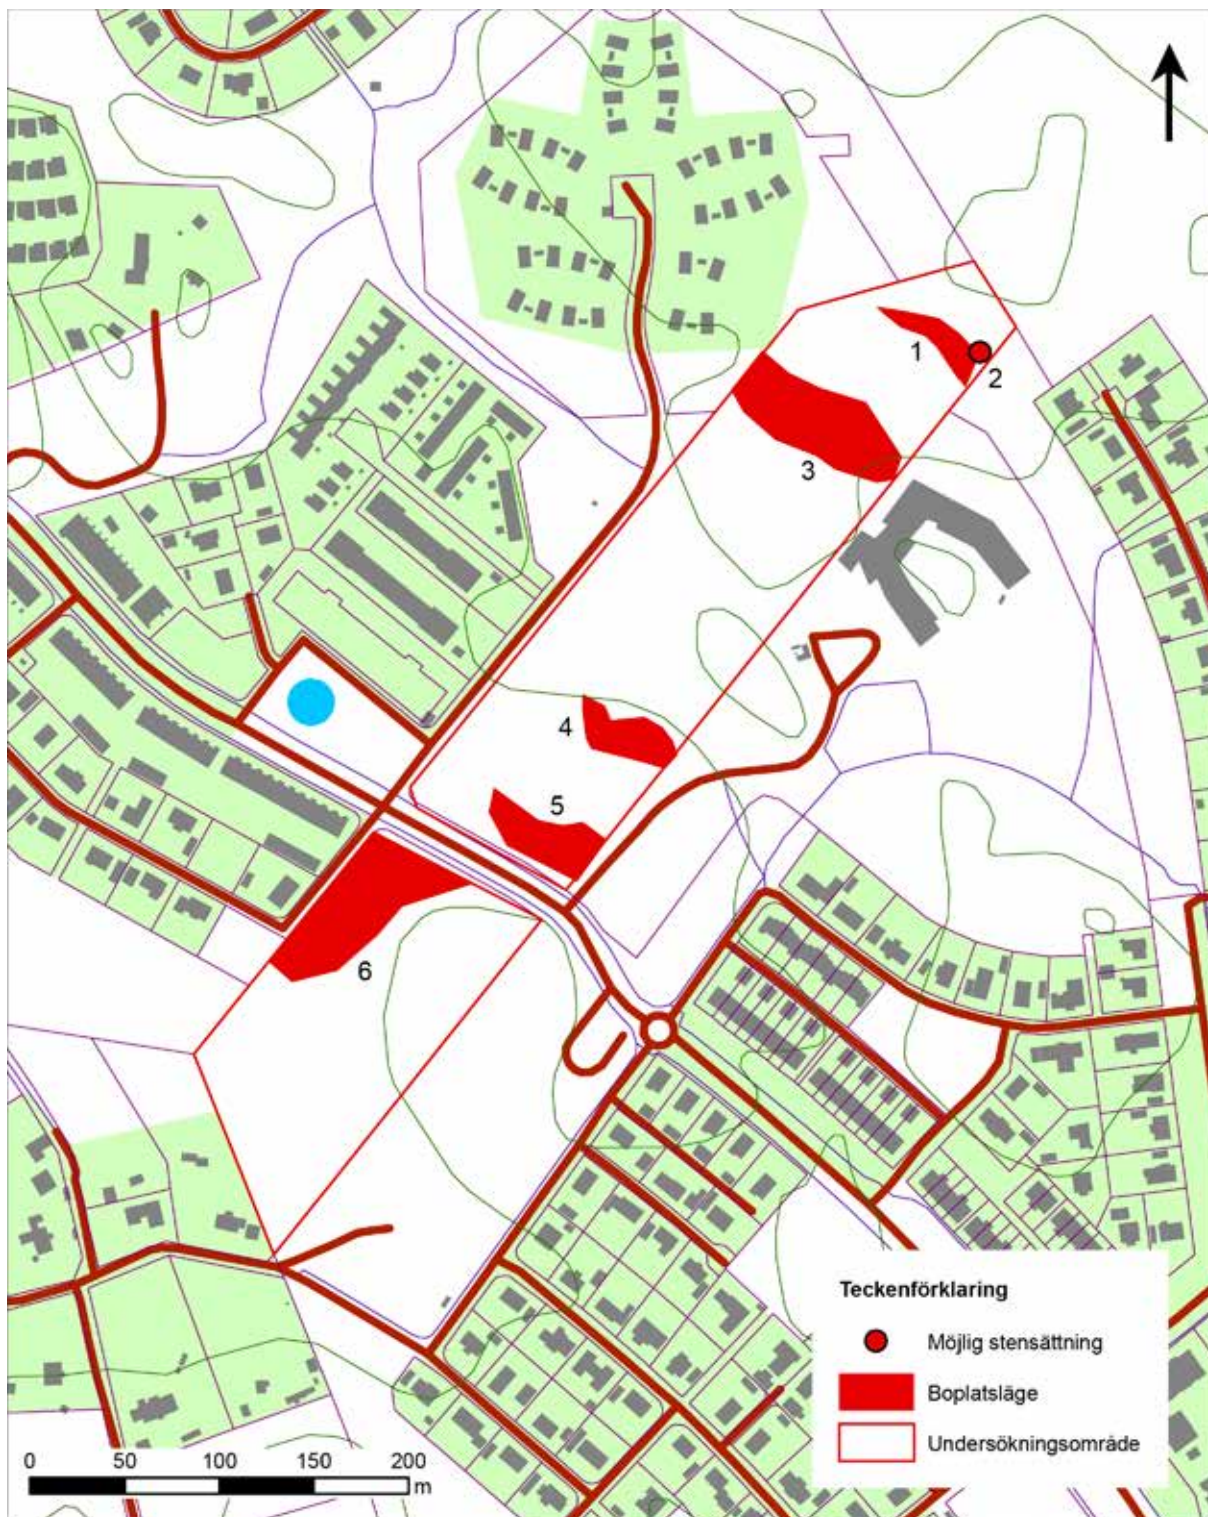 1
2
3
4
5
6
Teckenförklaring
Möjlig stensättning
Boplatsläge
Undersökningsområde
0 50 100 150 200
m